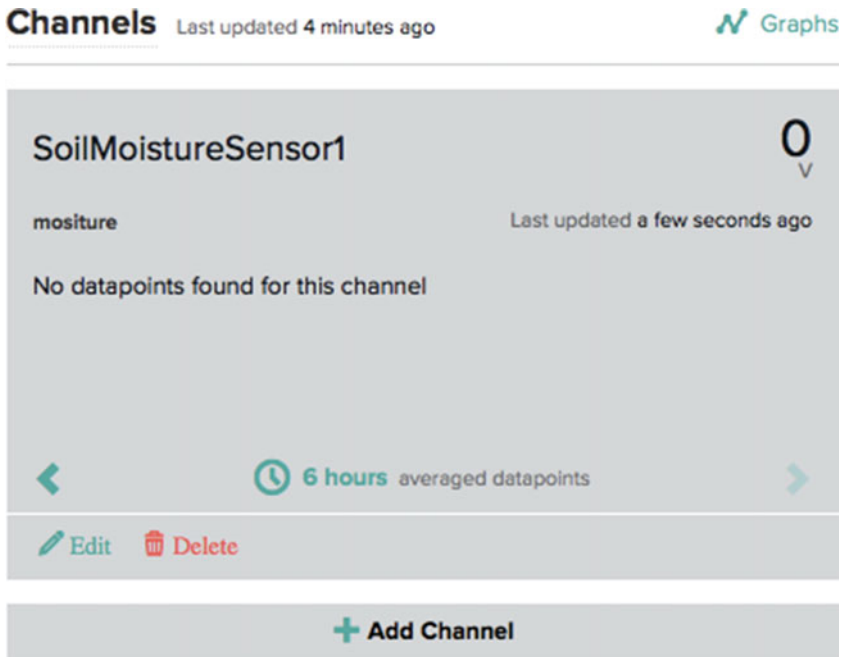 Channels Last updated 4 minutes ago Graphs
SoilMoistureSensor1 0
V
mositure Last updated a few seconds ago
No datapoints found for this channel
6 hours averaged datapoints
Edit Delete
Add Channel